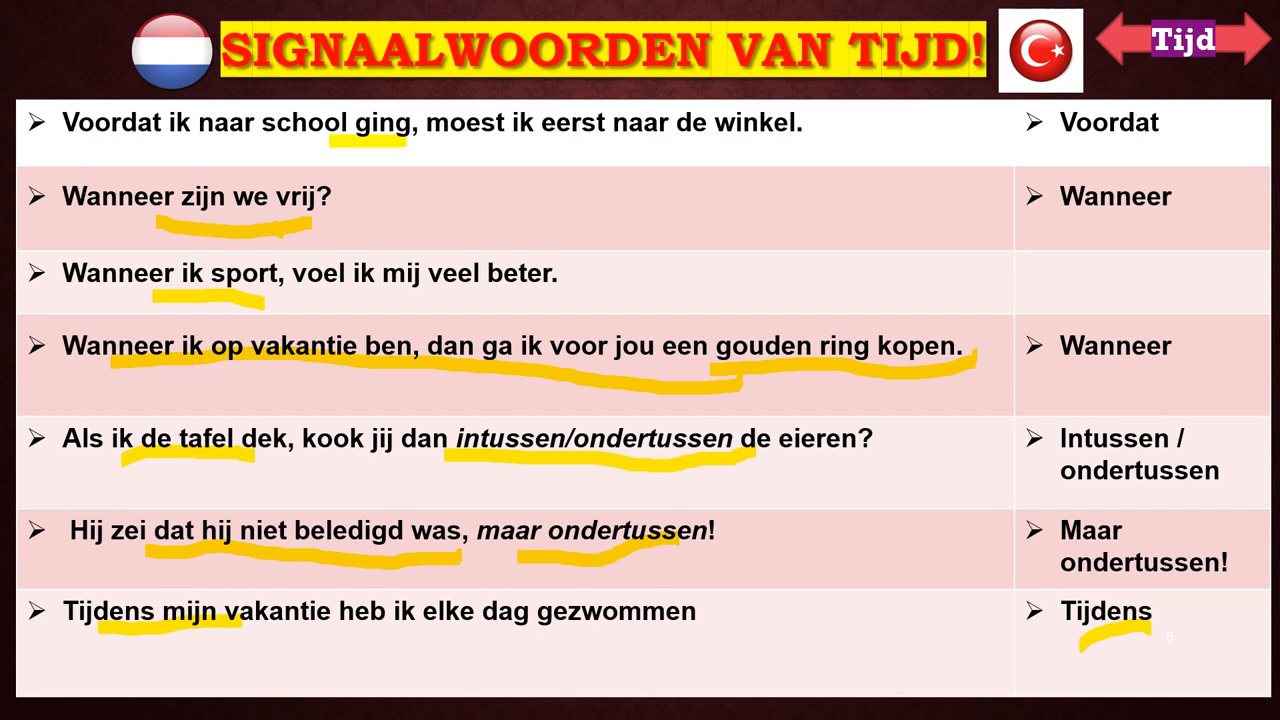 SIGNAALWOORDEN VAN TIJD!
Tijd
Voordat ik naar school ging, moest ik eerst naar de winkel.
Voordat
Wanneer zijn we vrij?
Wanneer
Wanneer ik sport, voel ik mij veel beter.
Wanneer ik op vakantie ben, dan ga ik voor jou een gouden ring kopen.
Wanneer
Als ik de tafel dek, kook jij dan intussen/ondertussen de eieren?
Intussen /
ondertussen
Hij zei dat hij niet beledigd was, maar ondertussen!
Maar
ondertussen!
Tijdens mijn vakantie heb ik elke dag gezwommen
Tijdens
6